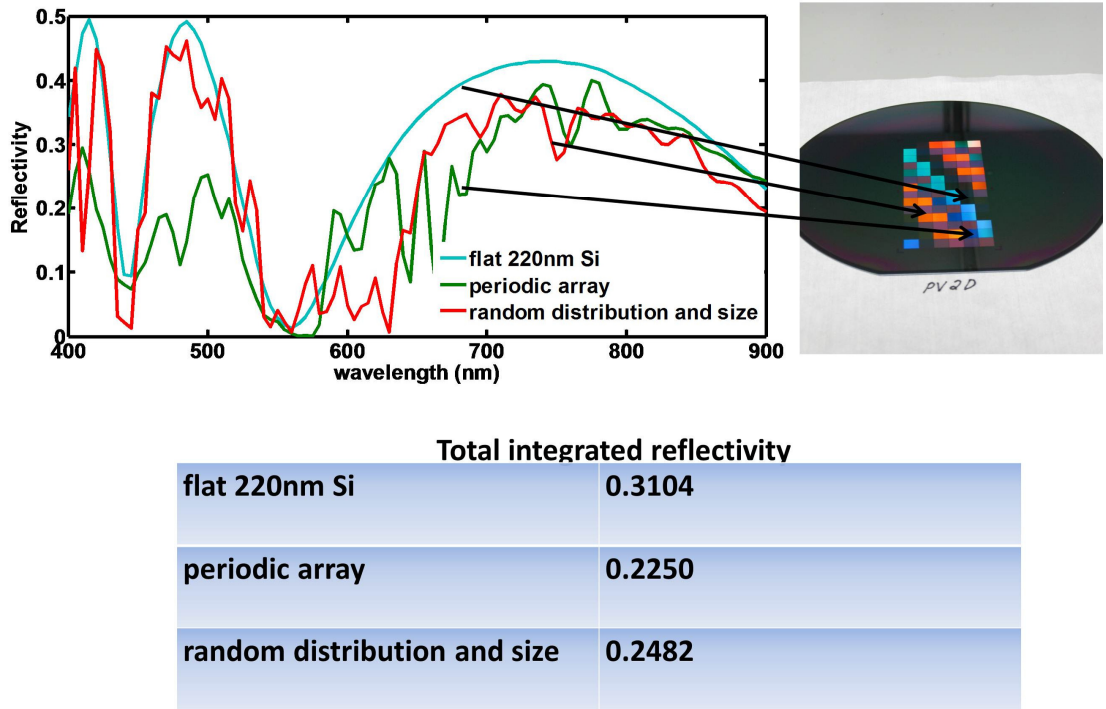 0.5
0.4
0.3
0.2
0.1
0
Reflectivity
flat 220nm Si
periodic array
random distribution and size
400 500 600 700 800 900
wavelength (nm)
PV2D
Total integrated reflectivity
flat 220nm Si 0.3104
periodic array 0.2250
random distribution and size 0.2482